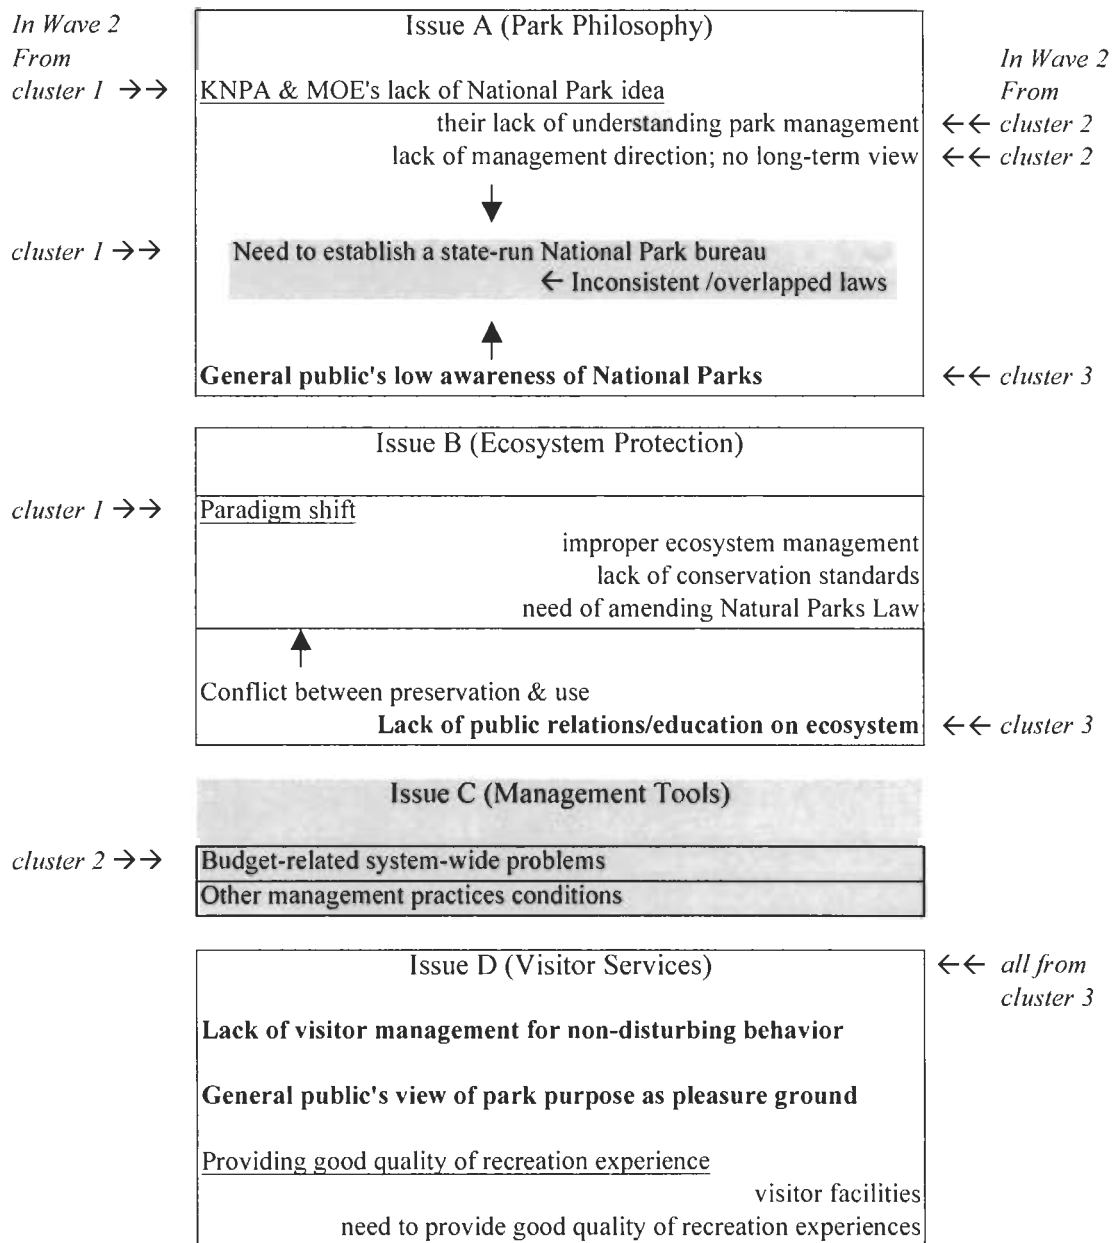 In Wave 2
From
cluster 1 →→
Issue A (Park Philosophy)
In Wave 2
From
KNPA & MOE's lack of National Park idea
their lack of understanding park management ←← cluster 2
lack of management direction; no long-term view ←← cluster 2
cluster 1 →→ Need to establish a state-run National Park bureau
← Inconsistent /overlapped laws
General public's low awareness of National Parks ←← cluster 3
Issue B (Ecosystem Protection)
cluster 1 →→ Paradigm shift
improper ecosystem management
lack of conservation standards
need of amending Natural Parks Law
Conflict between preservation & use
Lack of public relations/education on ecosystem ←← cluster 3
Issue C (Management Tools)
cluster 2 →→ Budget-related system-wide problems
Other management practices conditions
Issue D (Visitor Services) ←← all from
cluster 3
Lack of visitor management for non-disturbing behavior
General public's view of park purpose as pleasure ground
Providing good quality of recreation experience
visitor facilities
need to provide good quality of recreation experiences